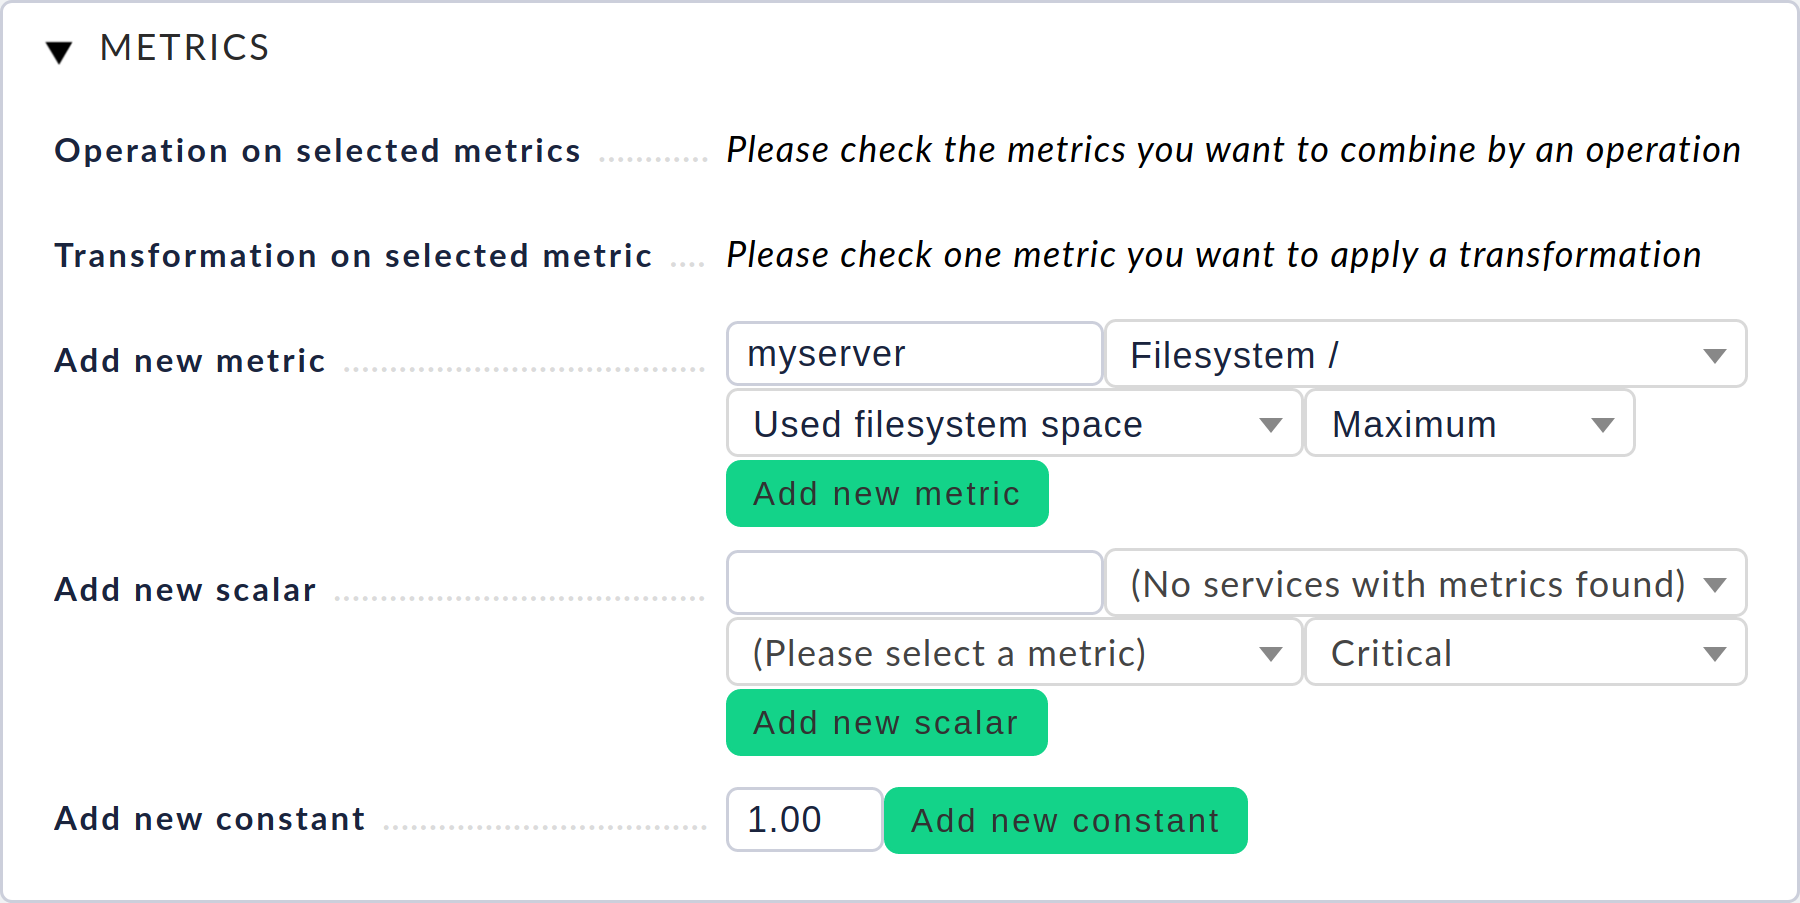 METRICS
Operation on selected metrics Please check the metrics you want to combine by an operation
Transformation on selected metric Please check one metric you want to apply a transformation
Add new metric myserver Filesystem /
Used filesystem space Maximum
Add new metric
Add new scalar (No services with metrics found)
(Please select a metric) Critical
Add new scalar
Add new constant 1.00 Add new constant